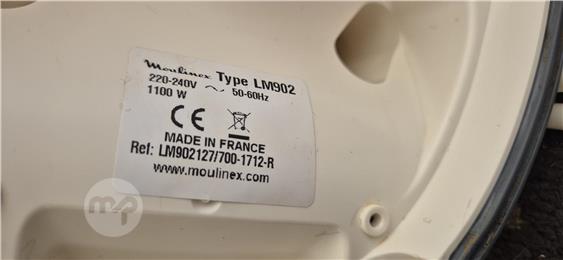 Moulinex Type LM902
220-240V ~ 50-60Hz
1100 W
CE
MADE IN FRANCE
Ref: LM902127/700-1712-R
www.moulinex.com
mp